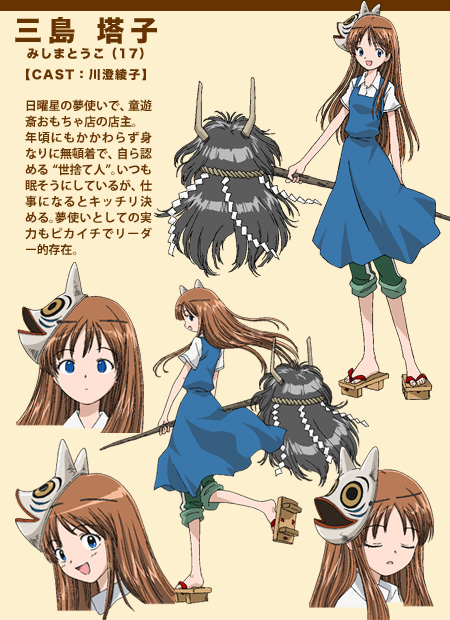 三島 塔子
みしまとうこ（17）
【CAST：川澄綾子】
日曜星の夢使いで、童遊
斎おもちゃ店の店主。
年頃にもかかわらず身
なりに無頓着で、自ら認
める“世捨て人”。いつも
眠そうにしているが、仕
事になるとキッチリ決
める。夢使いとしての実
力もピカイチでリーダ
ー的存在。